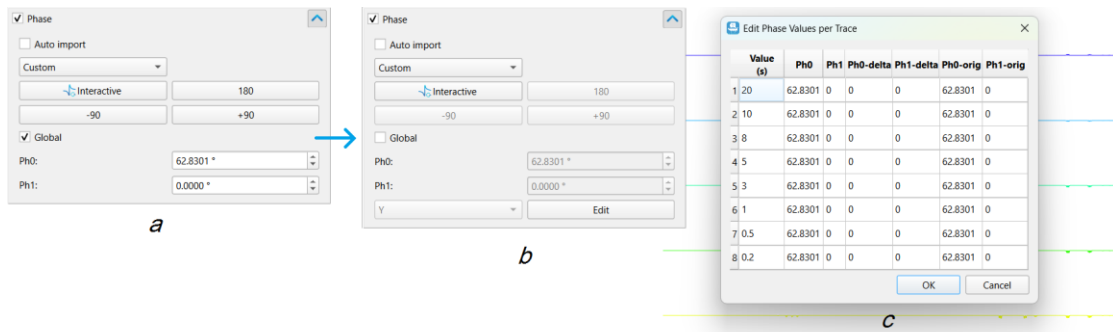 Phase
Auto import
Custom
Interactive 180
-90 +90
Global
Ph0: 62.8301 °
Ph1: 0.0000 °
a
Phase
Auto import
Custom
Interactive 180
-90 +90
Global
Ph0: 62.8301 °
Ph1: 0.0000 °
Y Edit
b
Edit Phase Values per Trace
Value (s) Ph0 Ph1 Ph0-delta Ph1-delta Ph0-orig Ph1-orig
1 20 62.8301 0 0 0 62.8301 0
2 10 62.8301 0 0 0 62.8301 0
3 8 62.8301 0 0 0 62.8301 0
4 5 62.8301 0 0 0 62.8301 0
5 3 62.8301 0 0 0 62.8301 0
6 1 62.8301 0 0 0 62.8301 0
7 0.5 62.8301 0 0 0 62.8301 0
8 0.2 62.8301 0 0 0 62.8301 0
OK Cancel
c